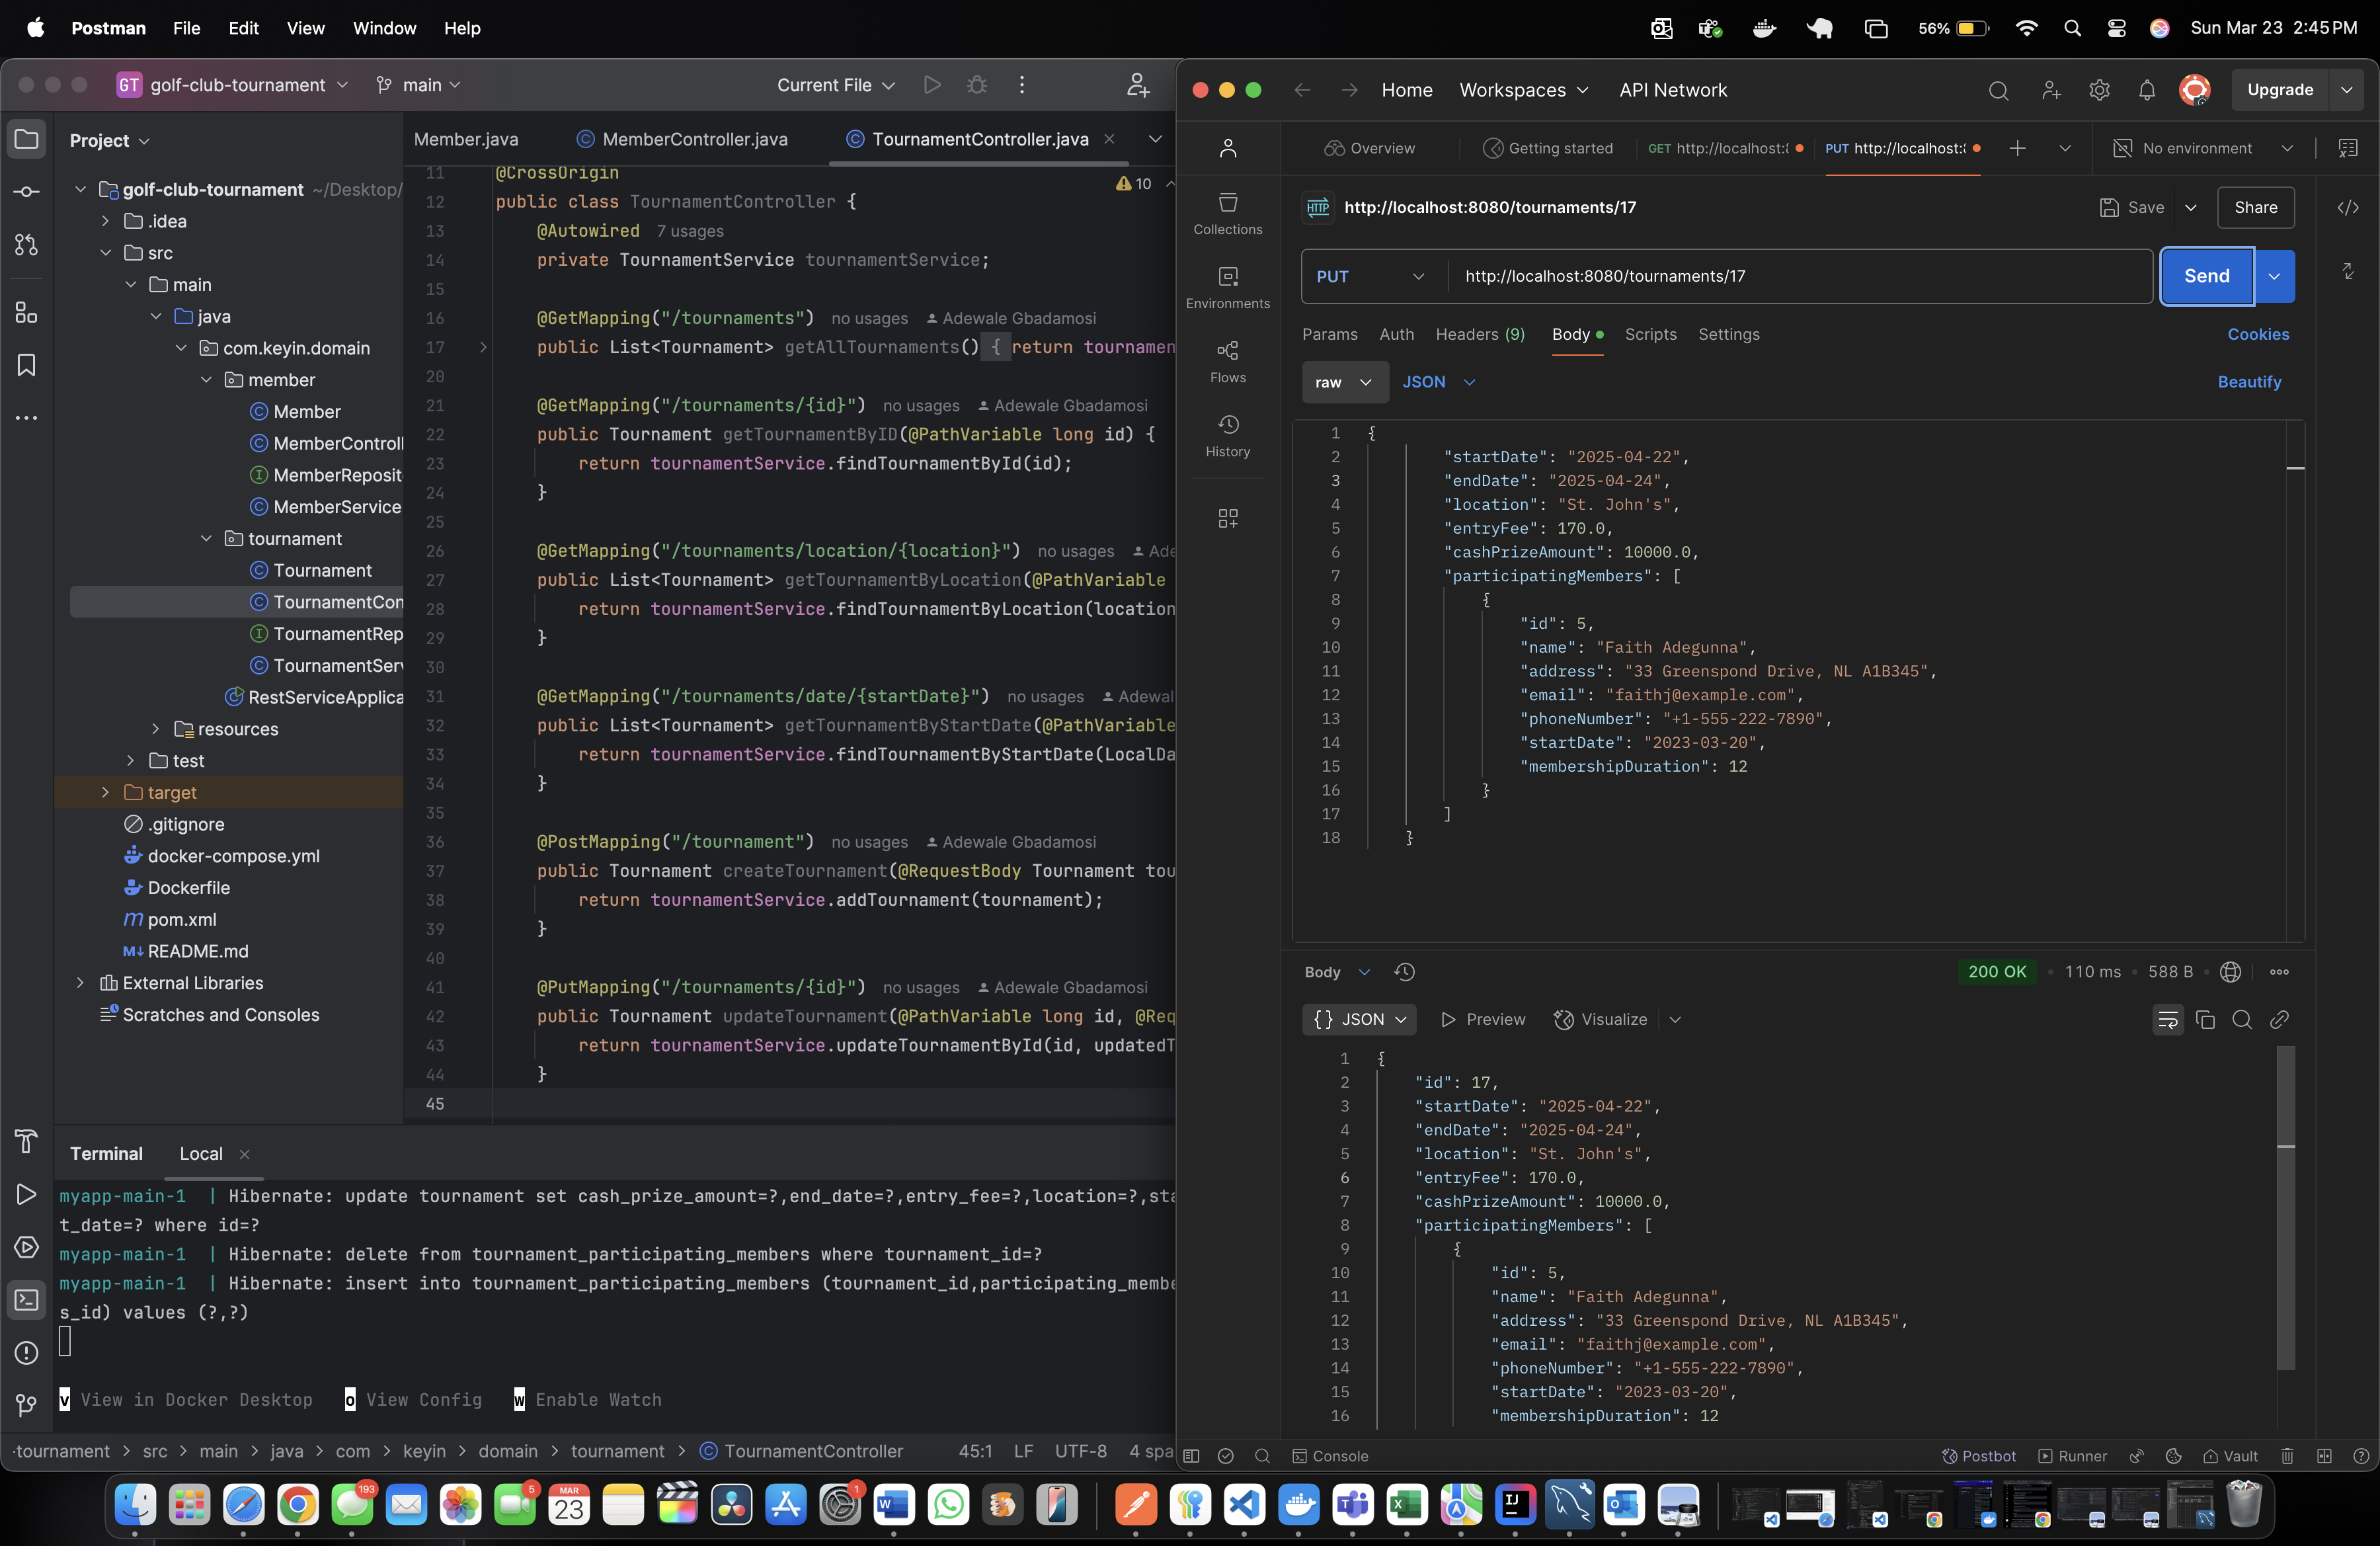 Postman File Edit View Window Help
56% Sun Mar 23 2:45 PM
GT golf-club-tournament main Current File
Project
golf-club-tournament ~/Desktop/
.idea
src
main
java
com.keyin.domain
member
Member
MemberControll
MemberReposit
MemberService
tournament
Tournament
TournamentCon
TournamentRep
TournamentServ
RestServiceApplica
resources
test
target
.gitignore
docker-compose.yml
Dockerfile
pom.xml
README.md
External Libraries
Scratches and Consoles
Member.java MemberController.java TournamentController.java
10
11 @CrossOrigin
12 public class TournamentController {
13 @Autowired 7 usages
14 private TournamentService tournamentService;
15
16 @GetMapping("/tournaments") no usages Adewale Gbadamosi
17 public List<Tournament> getAllTournaments() { return tournamen
20
21 @GetMapping("/tournaments/{id}") no usages Adewale Gbadamosi
22 public Tournament getTournamentByID(@PathVariable long id) {
23 return tournamentService.findTournamentById(id);
24 }
25
26 @GetMapping("/tournaments/location/{location}") no usages Ade
27 public List<Tournament> getTournamentByLocation(@PathVariable
28 return tournamentService.findTournamentByLocation(location
29 }
30
31 @GetMapping("/tournaments/date/{startDate}") no usages Adewal
32 public List<Tournament> getTournamentByStartDate(@PathVariable
33 return tournamentService.findTournamentByStartDate(LocalDa
34 }
35
36 @PostMapping("/tournament") no usages Adewale Gbadamosi
37 public Tournament createTournament(@RequestBody Tournament tou
38 return tournamentService.addTournament(tournament);
39 }
40
41 @PutMapping("/tournaments/{id}") no usages Adewale Gbadamosi
42 public Tournament updateTournament(@PathVariable long id, @Req
43 return tournamentService.updateTournamentById(id, updatedT
44 }
45
Terminal Local
myapp-main-1 | Hibernate: update tournament set cash_prize_amount=?,end_date=?,entry_fee=?,location=?,sta
t_date=? where id=?
myapp-main-1 | Hibernate: delete from tournament_participating_members where tournament_id=?
myapp-main-1 | Hibernate: insert into tournament_participating_members (tournament_id,participating_membe
s_id) values (?,?)
v View in Docker Desktop o View Config w Enable Watch
-tournament > src > main > java > com > keyin > domain > tournament > TournamentController 45:1 LF UTF-8 4 spa
Home Workspaces API Network Upgrade
Overview Getting started GET http://localhost: PUT http://localhost: No environment
Collections
Environments
Flows
History
HTTP http://localhost:8080/tournaments/17 Save Share
PUT http://localhost:8080/tournaments/17 Send
Params Auth Headers (9) Body Scripts Settings Cookies
raw JSON Beautify
1 {
2 "startDate": "2025-04-22",
3 "endDate": "2025-04-24",
4 "location": "St. John's",
5 "entryFee": 170.0,
6 "cashPrizeAmount": 10000.0,
7 "participatingMembers": [
8 {
9 "id": 5,
10 "name": "Faith Adegunna",
11 "address": "33 Greenspond Drive, NL A1B345",
12 "email": "faithj@example.com",
13 "phoneNumber": "+1-555-222-7890",
14 "startDate": "2023-03-20",
15 "membershipDuration": 12
16 }
17 ]
18 }
Body 200 OK 110 ms 588 B
{} JSON Preview Visualize
1 {
2 "id": 17,
3 "startDate": "2025-04-22",
4 "endDate": "2025-04-24",
5 "location": "St. John's",
6 "entryFee": 170.0,
7 "cashPrizeAmount": 10000.0,
8 "participatingMembers": [
9 {
10 "id": 5,
11 "name": "Faith Adegunna",
12 "address": "33 Greenspond Drive, NL A1B345",
13 "email": "faithj@example.com",
14 "phoneNumber": "+1-555-222-7890",
15 "startDate": "2023-03-20",
16 "membershipDuration": 12
Console Postbot Runner Vault
193 5 MAR 23 1